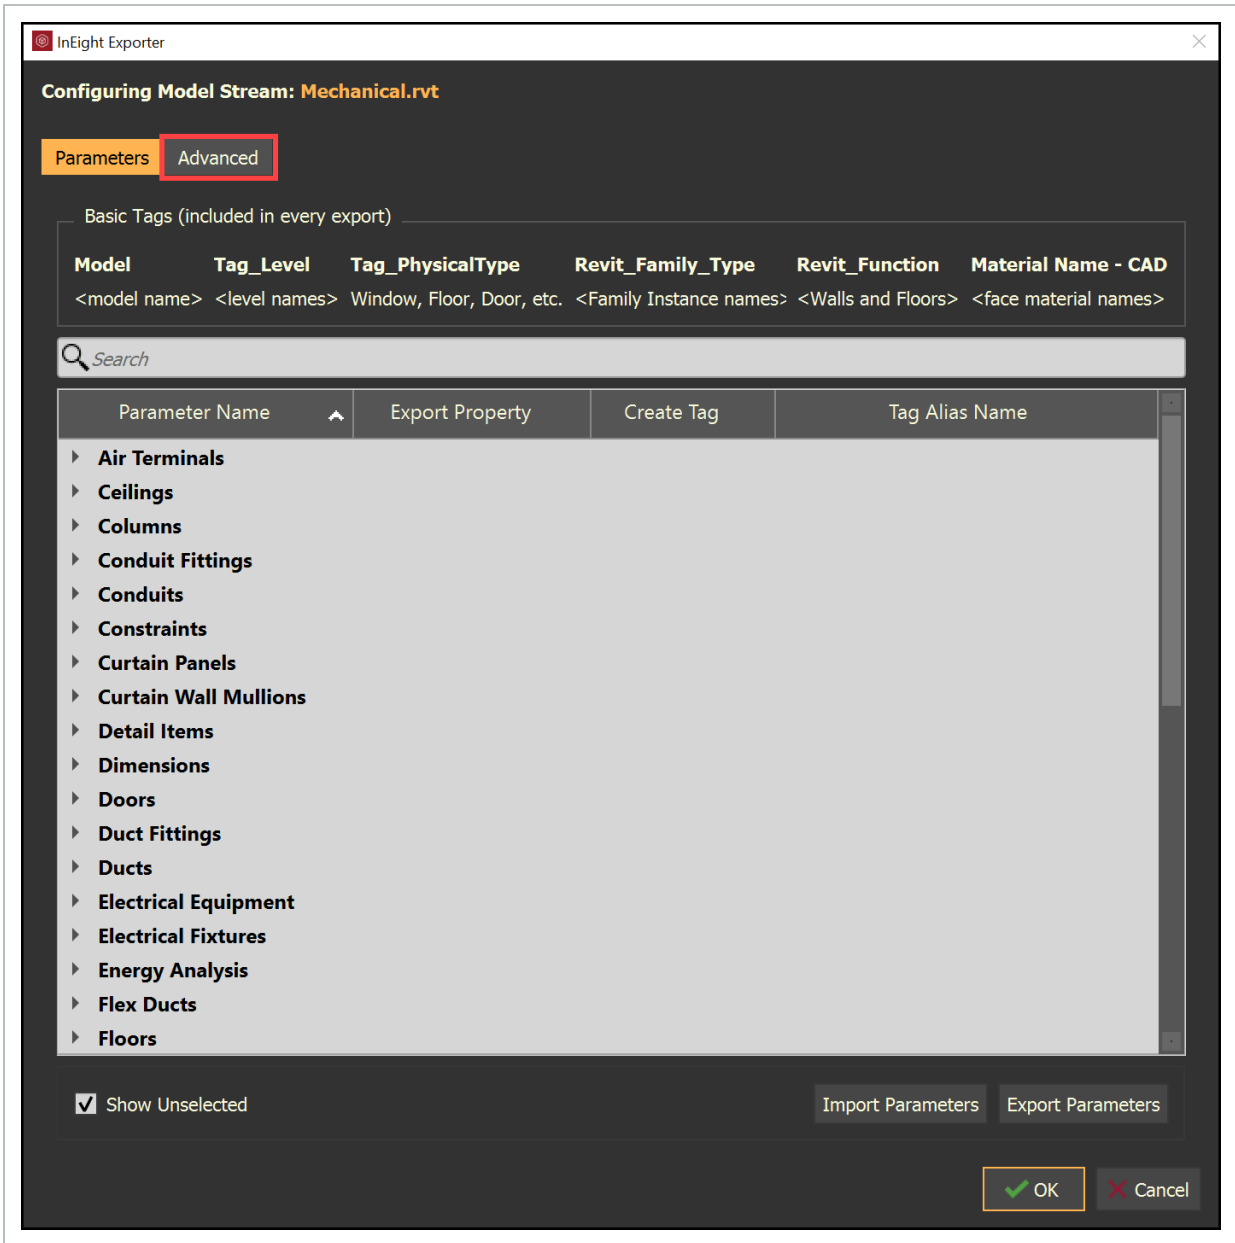 InEight Exporter
Configuring Model Stream: Mechanical.rvt
Parameters Advanced
Basic Tags (included in every export)
Model Tag_Level Tag_PhysicalType Revit_Family_Type Revit_Function Material Name - CAD
<model name> <level names> Window, Floor, Door, etc. <Family Instance names> <Walls and Floors> <face material names>
Search
Parameter Name Export Property Create Tag Tag Alias Name
Air Terminals
Ceilings
Columns
Conduit Fittings
Conduits
Constraints
Curtain Panels
Curtain Wall Mullions
Detail Items
Dimensions
Doors
Duct Fittings
Ducts
Electrical Equipment
Electrical Fixtures
Energy Analysis
Flex Ducts
Floors
Show Unselected Import Parameters Export Parameters
OK Cancel